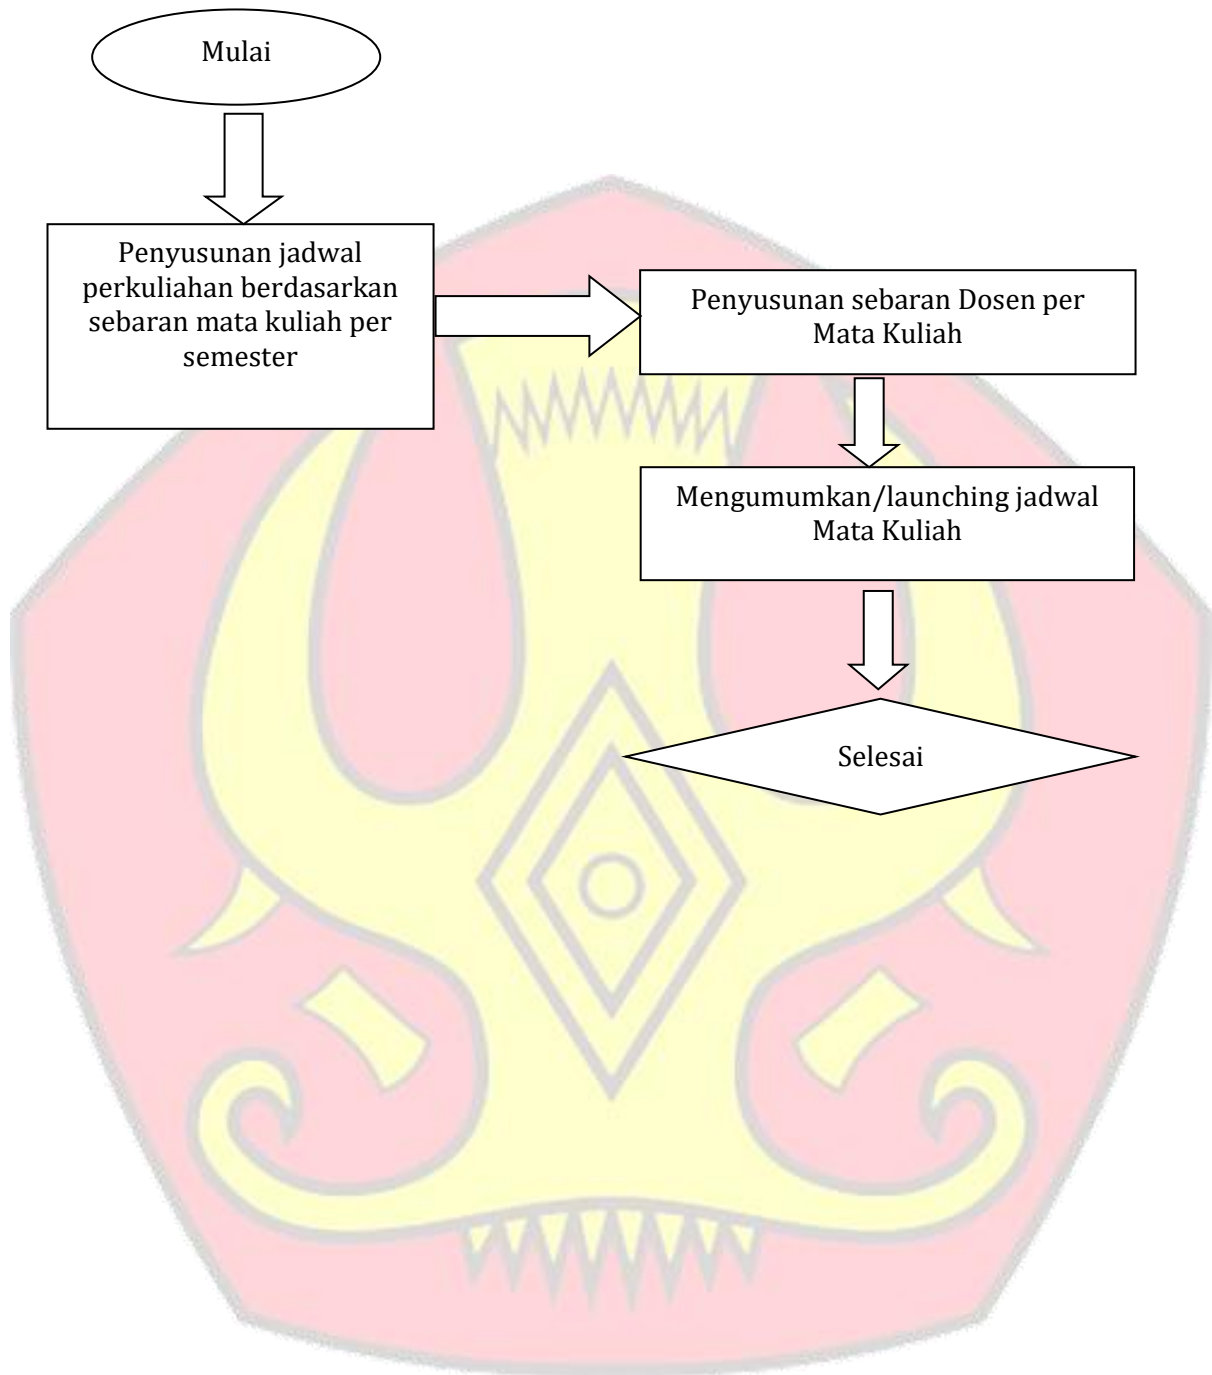 Mulai
Penyusunan jadwal
perkuliahan berdasarkan
sebaran mata kuliah per
semester
Penyusunan sebaran Dosen per
Mata Kuliah
Mengumumkan/launching jadwal
Mata Kuliah
Selesai